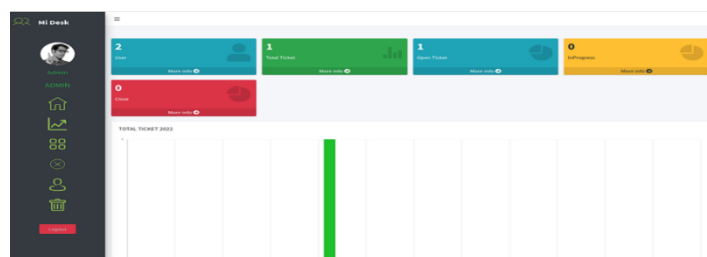 Mi Desk
Admin
ADMIN
Logout
2
User
More info
1
Total Ticket
More info
1
Open Ticket
More info
0
InProgress
More info
0
Close
More info
TOTAL TICKET 2022